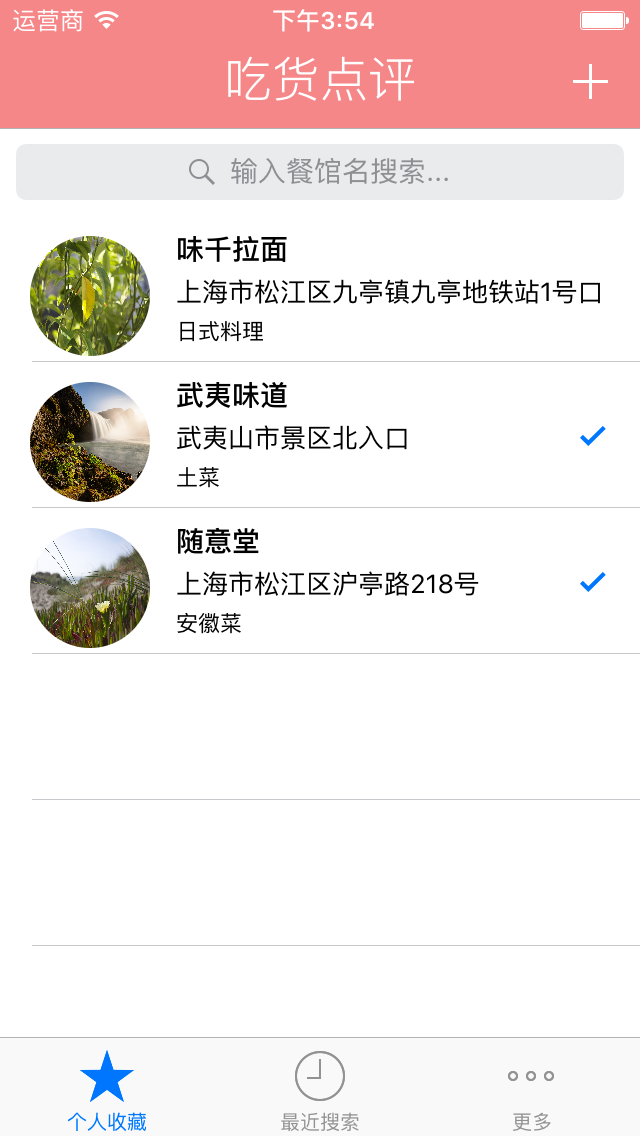 运营商 下午3:54
吃货点评
输入餐馆名搜索...
味千拉面
上海市松江区九亭镇九亭地铁站1号口
日式料理
武夷味道
武夷山市景区北入口
土菜
随意堂
上海市松江区沪亭路218号
安徽菜
个人收藏 最近搜索 更多